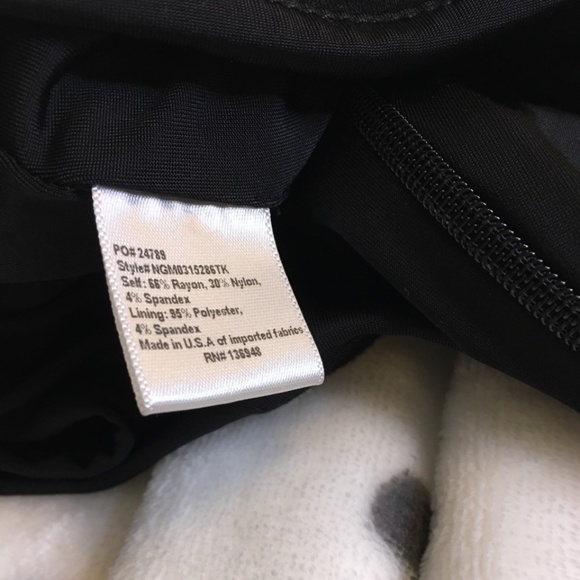 PO# 24789
Style# NGM0315286TK
Self: 66% Rayon, 30% Nylon,
4% Spandex
Lining: 95% Polyester,
4% Spandex
Made in U.S.A of imported fabrics
RN# 136948